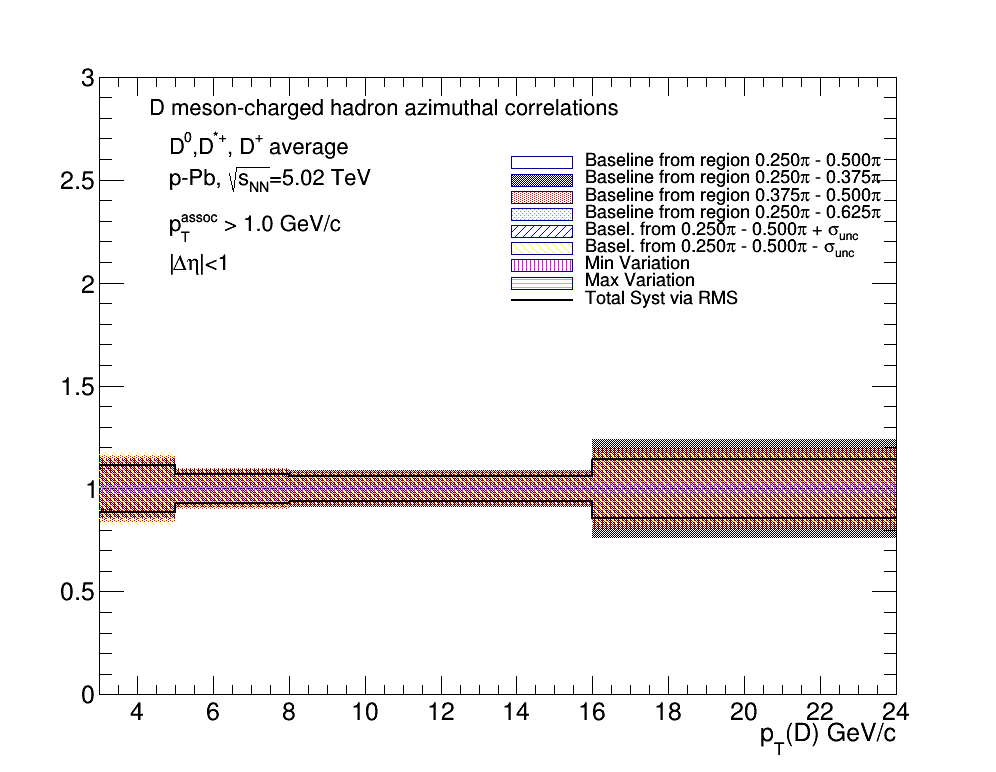 D meson-charged hadron azimuthal correlations
D0,D*+, D+ average
p-Pb, √sNN=5.02 TeV
pTassoc > 1.0 GeV/c
|Δη|<1
Baseline from region 0.250π - 0.500π
Baseline from region 0.250π - 0.375π
Baseline from region 0.375π - 0.500π
Baseline from region 0.250π - 0.625π
Basel. from 0.250π - 0.500π + σunc
Basel. from 0.250π - 0.500π - σunc
Min Variation
Max Variation
Total Syst via RMS
3
2.5
2
1.5
1
0.5
0
4 6 8 10 12 14 16 18 20 22 24
pT(D) GeV/c